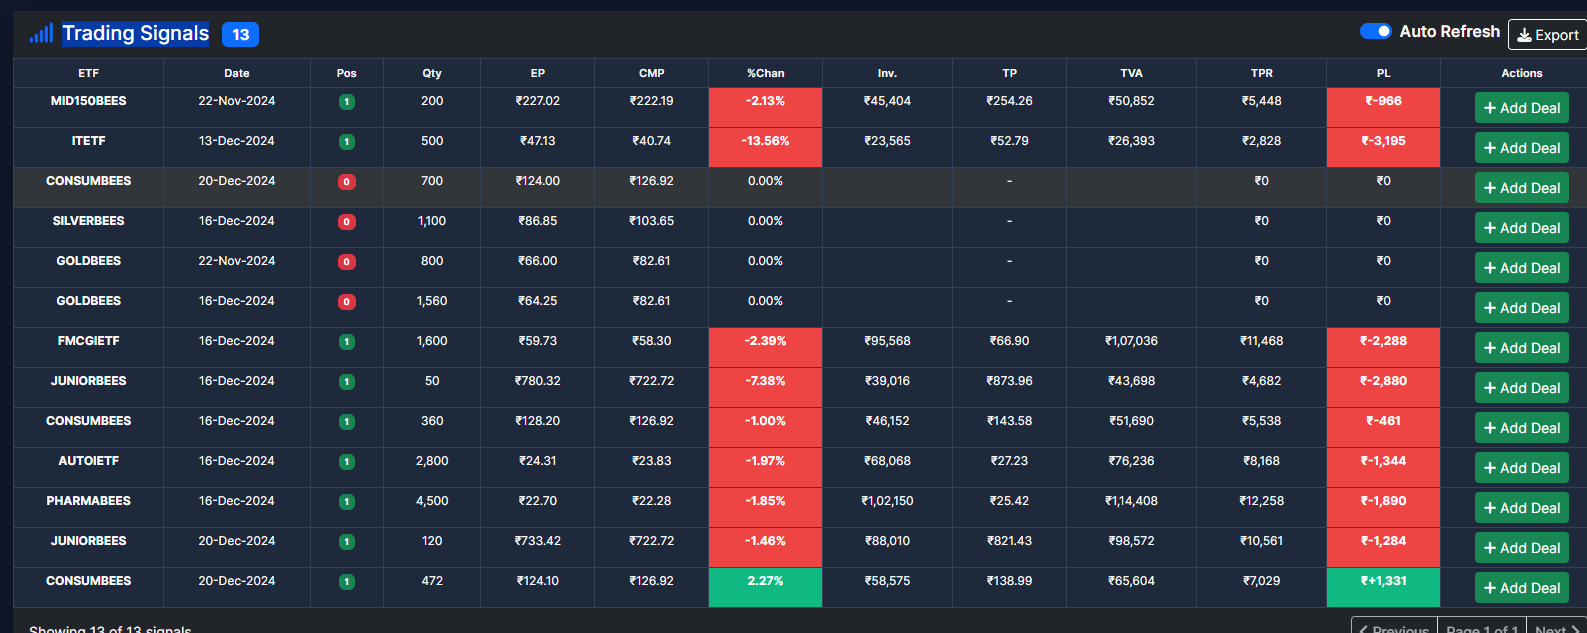 Trading Signals 13 Auto Refresh Export
ETF Date Pos Qty EP CMP %Chan Inv. TP TVA TPR PL Actions
MID150BEES 22-Nov-2024 1 200 ₹227.02 ₹222.19 -2.13% ₹45,404 ₹254.26 ₹50,852 ₹5,448 ₹-966 + Add Deal
ITETF 13-Dec-2024 1 500 ₹47.13 ₹40.74 -13.56% ₹23,565 ₹52.79 ₹26,393 ₹2,828 ₹-3,195 + Add Deal
CONSUMBEES 20-Dec-2024 0 700 ₹124.00 ₹126.92 0.00% - ₹0 ₹0 + Add Deal
SILVERBEES 16-Dec-2024 0 1,100 ₹86.85 ₹103.65 0.00% - ₹0 ₹0 + Add Deal
GOLDBEES 22-Nov-2024 0 800 ₹66.00 ₹82.61 0.00% - ₹0 ₹0 + Add Deal
GOLDBEES 16-Dec-2024 0 1,560 ₹64.25 ₹82.61 0.00% - ₹0 ₹0 + Add Deal
FMCGIETF 16-Dec-2024 1 1,600 ₹59.73 ₹58.30 -2.39% ₹95,568 ₹66.90 ₹1,07,036 ₹11,468 ₹-2,288 + Add Deal
JUNIORBEES 16-Dec-2024 1 50 ₹780.32 ₹722.72 -7.38% ₹39,016 ₹873.96 ₹43,698 ₹4,682 ₹-2,880 + Add Deal
CONSUMBEES 16-Dec-2024 1 360 ₹128.20 ₹126.92 -1.00% ₹46,152 ₹143.58 ₹51,690 ₹5,538 ₹-461 + Add Deal
AUTOIETF 16-Dec-2024 1 2,800 ₹24.31 ₹23.83 -1.97% ₹68,068 ₹27.23 ₹76,236 ₹8,168 ₹-1,344 + Add Deal
PHARMABEES 16-Dec-2024 1 4,500 ₹22.70 ₹22.28 -1.85% ₹1,02,150 ₹25.42 ₹1,14,408 ₹12,258 ₹-1,890 + Add Deal
JUNIORBEES 20-Dec-2024 1 120 ₹733.42 ₹722.72 -1.46% ₹88,010 ₹821.43 ₹98,572 ₹10,561 ₹-1,284 + Add Deal
CONSUMBEES 20-Dec-2024 1 472 ₹124.10 ₹126.92 2.27% ₹58,575 ₹138.99 ₹65,604 ₹7,029 ₹+1,331 + Add Deal
Showing 13 of 13 signals Previous Page 1 of 1 Next